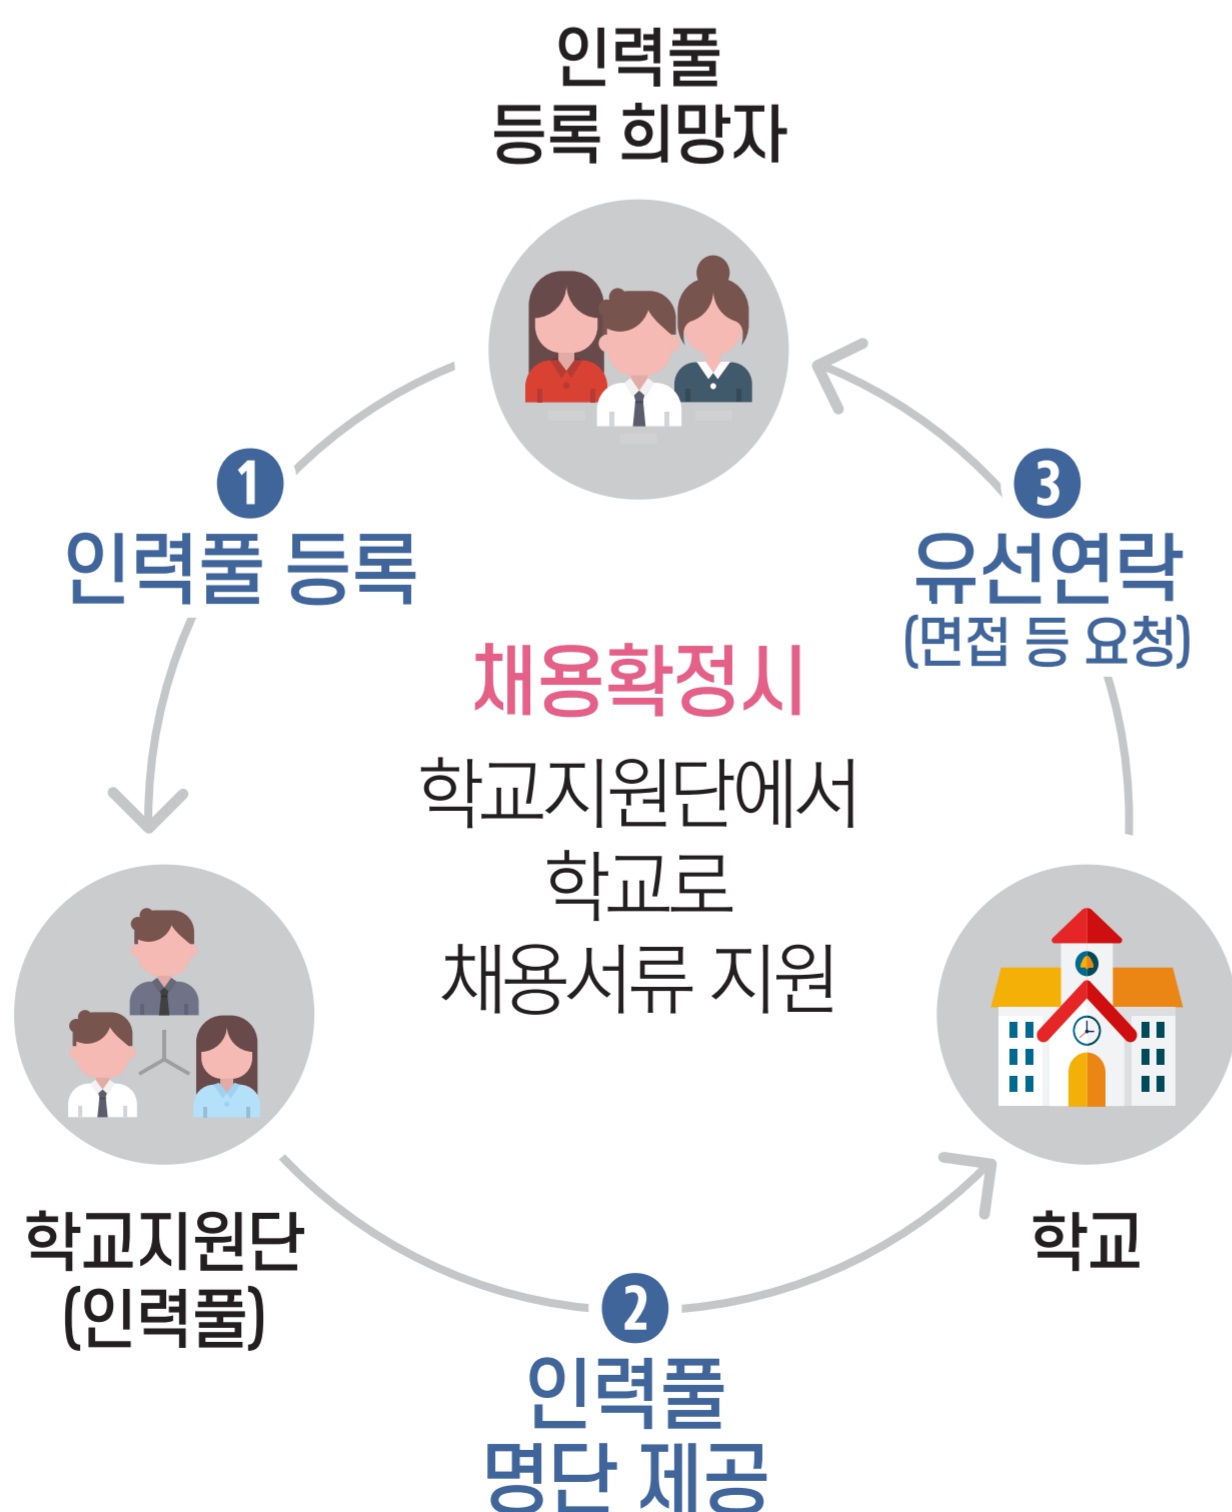 인력풀
등록 희망자
1
인력풀 등록
3
유선연락
(면접 등 요청)
채용확정시
학교지원단에서
학교로
채용서류 지원
학교지원단
(인력풀)
학교
2
인력풀
명단 제공